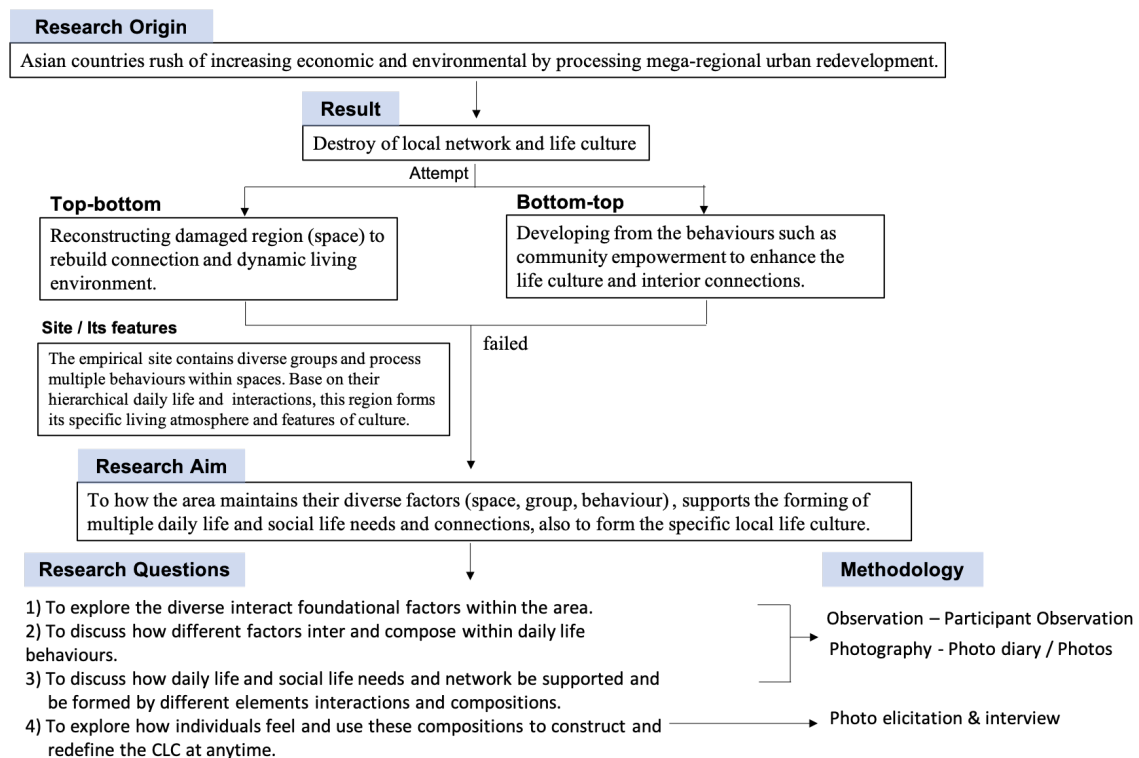 Research Origin
Asian countries rush of increasing economic and environmental by processing mega-regional urban redevelopment.
Result
Destroy of local network and life culture
Attempt
Top-bottom
Reconstructing damaged region (space) to
rebuild connection and dynamic living
environment.
Bottom-top
Developing from the behaviours such as
community empowerment to enhance the
life culture and interior connections.
failed
Site / Its features
The empirical site contains diverse groups and process
multiple behaviours within spaces. Base on their
hierarchical daily life and interactions, this region forms
its specific living atmosphere and features of culture.
Research Aim
To how the area maintains their diverse factors (space, group, behaviour) , supports the forming of
multiple daily life and social life needs and connections, also to form the specific local life culture.
Research Questions
1) To explore the diverse interact foundational factors within the area.
2) To discuss how different factors inter and compose within daily life
behaviours.
3) To discuss how daily life and social life needs and network be supported and
be formed by different elements interactions and compositions.
4) To explore how individuals feel and use these compositions to construct and
redefine the CLC at anytime.
Methodology
Observation – Participant Observation
Photography - Photo diary / Photos
Photo elicitation & interview